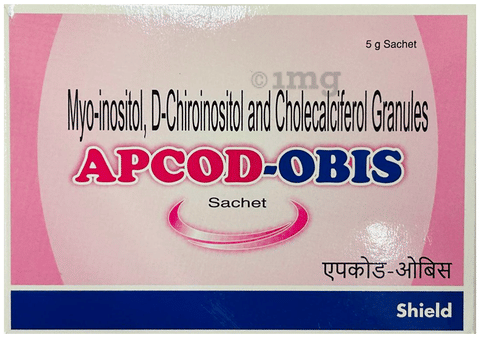 5 g Sachet
©1mg
Myo-inositol, D-Chiroinositol and Cholecalciferol Granules
APCOD-OBIS
Sachet
एपकोड-ओबिस
Shield